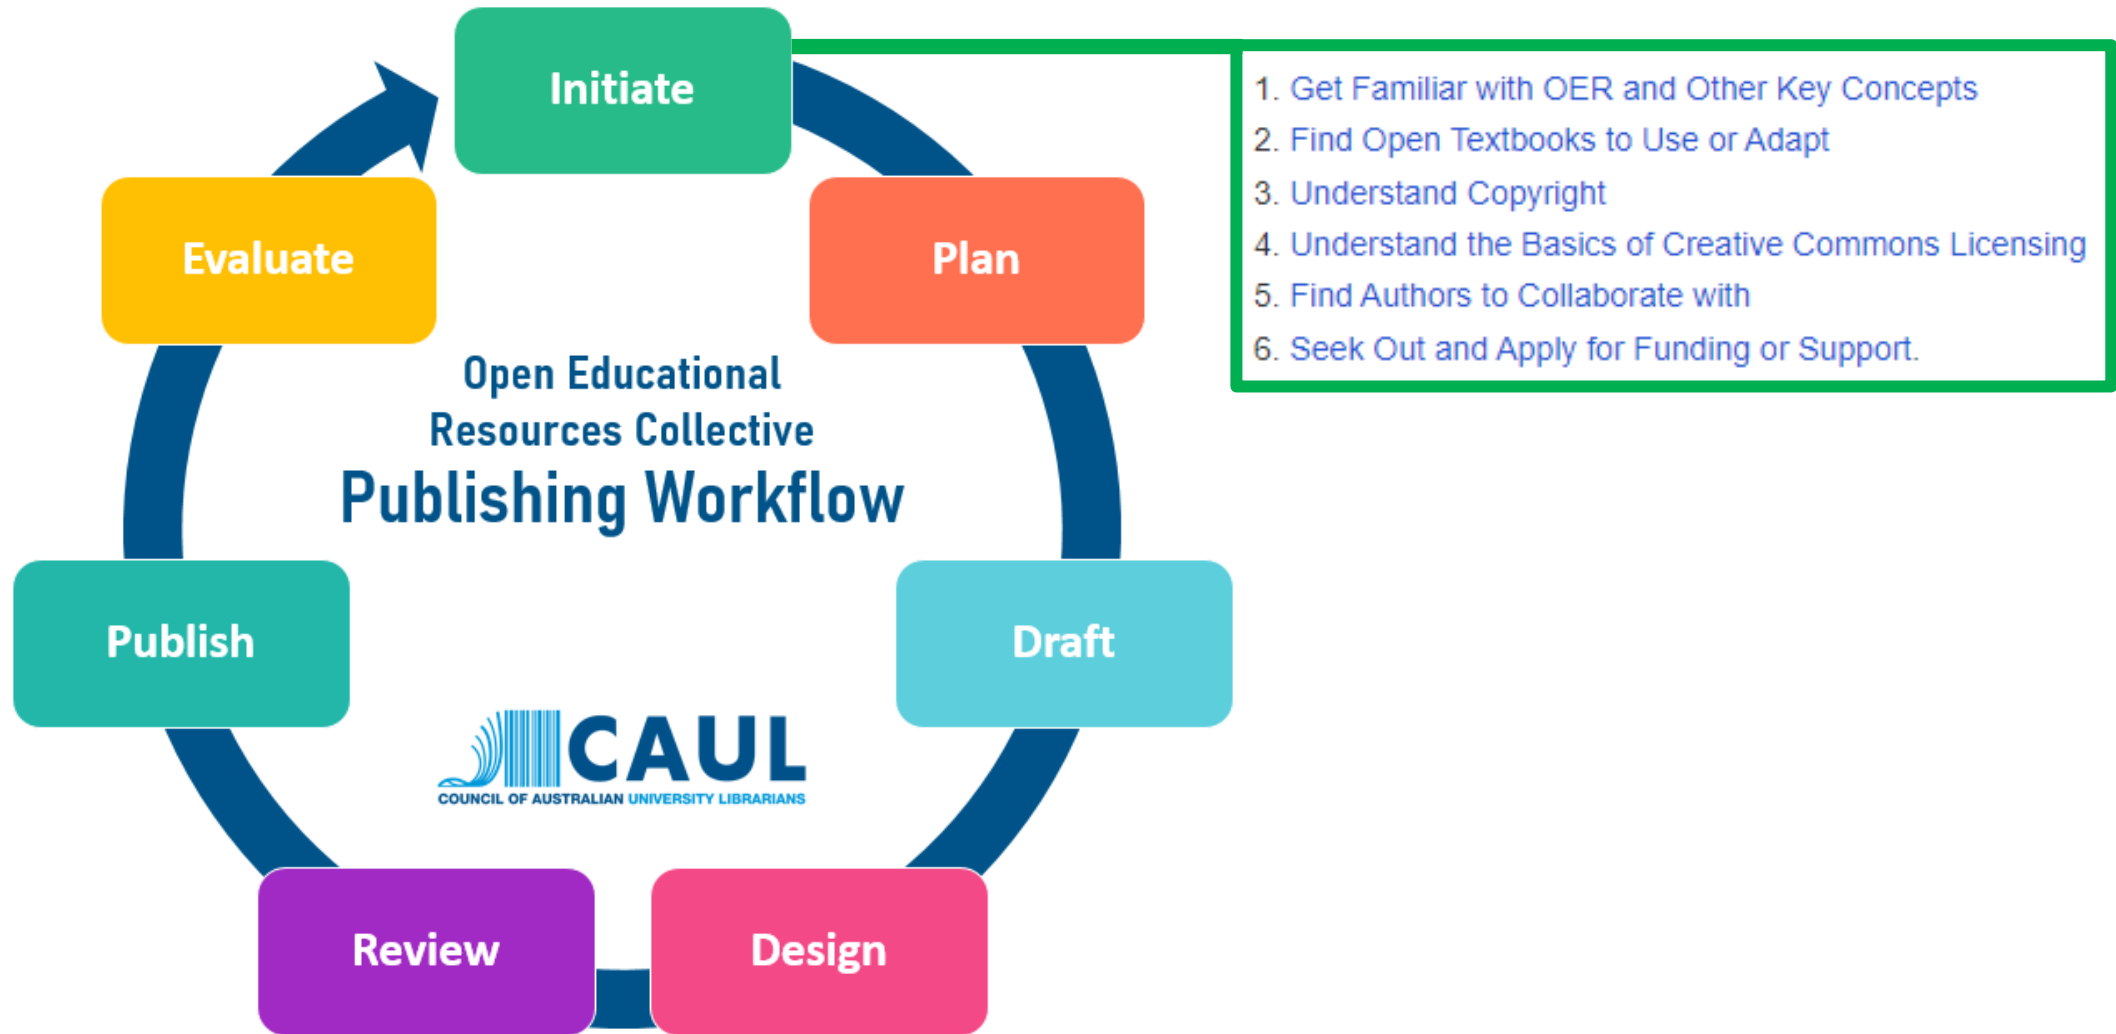 Initiate
1. Get Familiar with OER and Other Key Concepts
2. Find Open Textbooks to Use or Adapt
3. Understand Copyright
4. Understand the Basics of Creative Commons Licensing
5. Find Authors to Collaborate with
6. Seek Out and Apply for Funding or Support.
Evaluate
Plan
Open Educational
Resources Collective
Publishing Workflow
Publish
Draft
CAUL
COUNCIL OF AUSTRALIAN UNIVERSITY LIBRARIANS
Review
Design